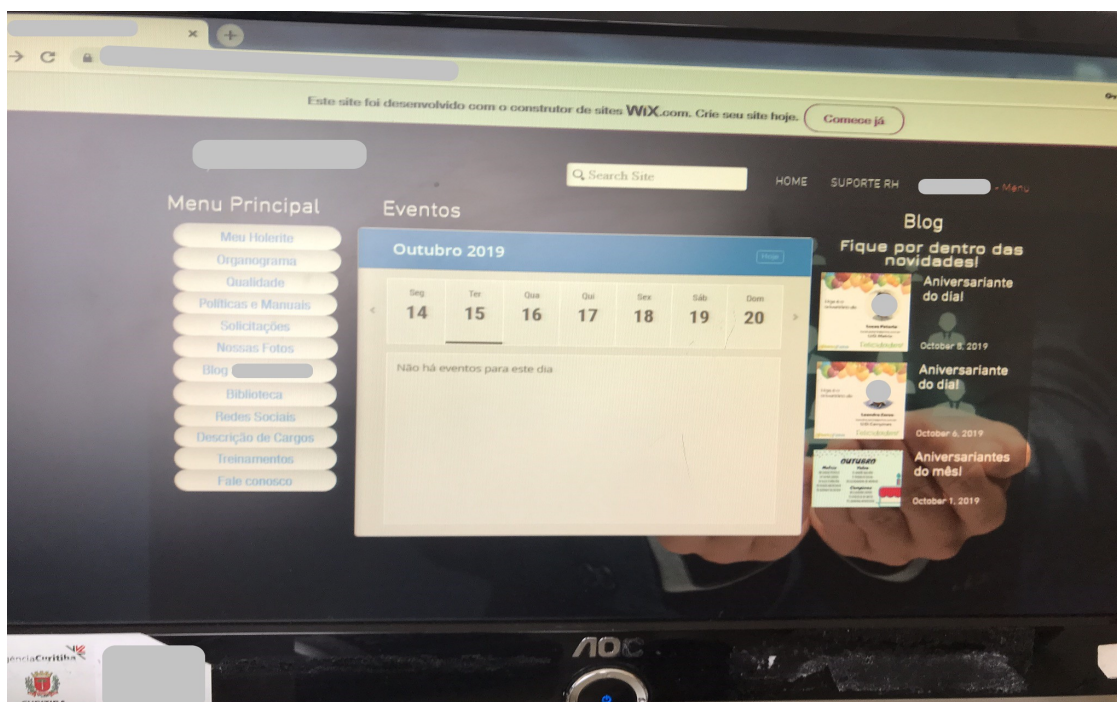 Este site foi desenvolvido com o construtor de sites WiX.com. Crie seu site hoje. Comece já
Search Site
HOME SUPORTE RH - Menu
Menu Principal
Meu Holerite
Organograma
Qualidade
Políticas e Manuais
Solicitações
Nossas Fotos
Blog
Biblioteca
Redes Sociais
Descrição de Cargos
Treinamentos
Fale conosco
Eventos
Outubro 2019 Hoje
Seg Ter Qua Qui Sex Sáb Dom
14 15 16 17 18 19 20
Não há eventos para este dia
Blog
Fique por dentro das
novidades!
Aniversariante
do dia!
October 8, 2019
Aniversariante
do dia!
October 6, 2019
OUTUBRO
Aniversariantes
do mês!
October 1, 2019
AOC
Curitiba